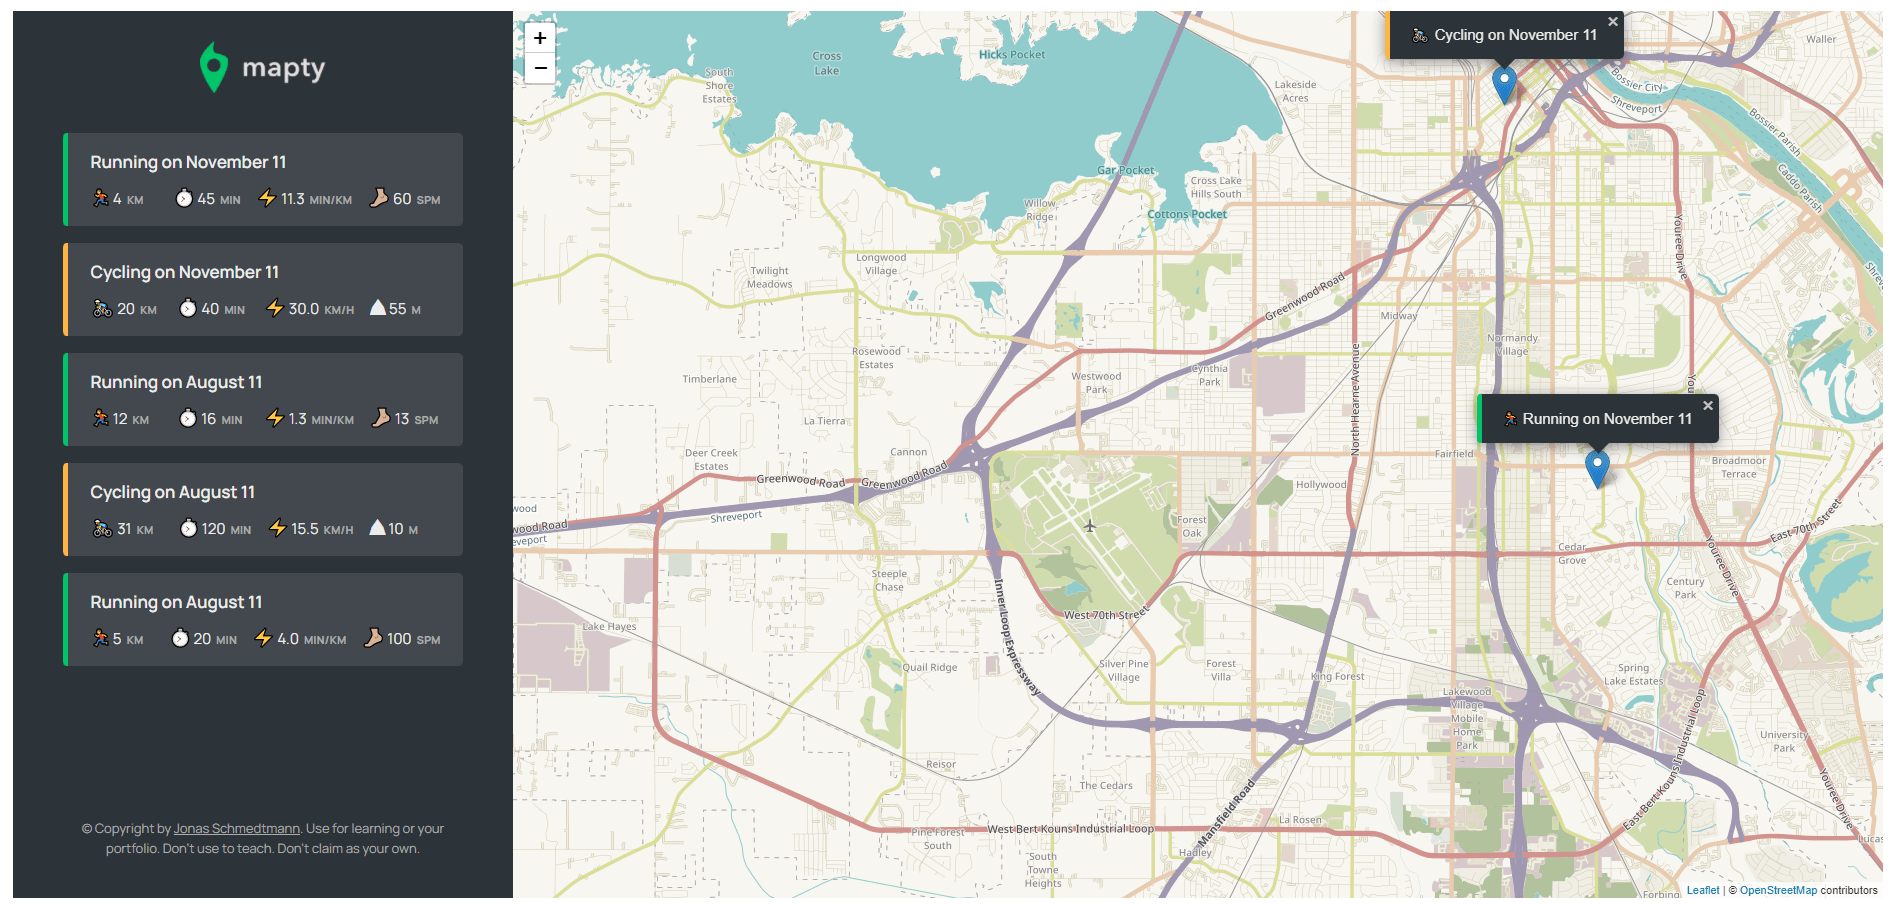 mapty
Running on November 11
4 KM 45 MIN 11.3 MIN/KM 60 SPM
Cycling on November 11
20 KM 40 MIN 30.0 KM/H 55 M
Running on August 11
12 KM 16 MIN 1.3 MIN/KM 13 SPM
Cycling on August 11
31 KM 120 MIN 15.5 KM/H 10 M
Running on August 11
5 KM 20 MIN 4.0 MIN/KM 100 SPM
© Copyright by Jonas Schmedtmann. Use for learning or your
portfolio. Don't use to teach. Don't claim as your own.
+
−
Cycling on November 11 ×
Running on November 11 ×
Cross
Lake
Hicks Pocket
South
Shore
Estates
Lakeside
Acres
Waller
Bossier City
Shreveport
Bossier Parish
Caddo Parish
Gar Pocket
Cross Lake
Hills South
Willow
Ridge
Cottons Pocket
Youree Drive
Longwood
Village
Twilight
Meadows
Greenwood Road
Midway
Normandy
Village
Rosewood
Estates
Timberlane
Westwood
Park
Cynthia
Park
North Hearne Avenue
La Tierra
Deer Creek
Estates
Cannon
Fairfield
Broadmoor
Terrace
Greenwood Road
Greenwood Road
Hollywood
wood
wood Road
eveport
Shreveport
Forest
Oak
East 70th Street
Cedar
Grove
Youree Drive
Steeple
Chase
Century
Park
Inner Loop Expressway
West 70th Street
Lake Hayes
Quail Ridge
Silver Pine
Village
Forest
Villa
King Forest
Spring
Lake Estates
Lakewood
Village
Mobile
Home
Park
University
Park
East Bert Kouns Industrial Loop
Reisor
The Cedars
Mansfield Road
La Rosen
Youree Drive
Pine Forest
South
West Bert Kouns Industrial Loop
Hadley
South
Towne
Heights
Lucas
Forbing
Leaflet | © OpenStreetMap contributors